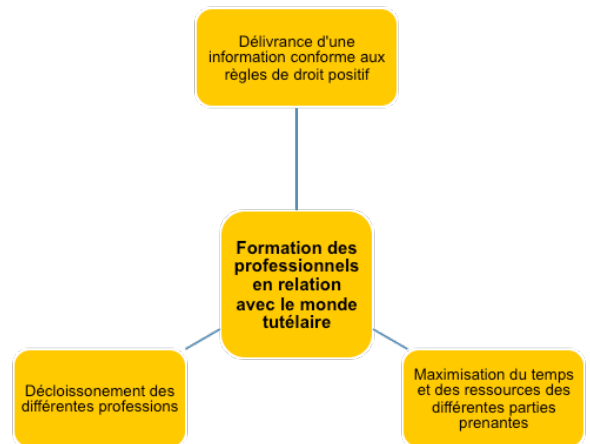 Délivrance d'une
information conforme aux
règles de droit positif
Formation des
professionnels
en relation
avec le monde
tutélaire
Décloissonement des
différentes professions
Maximisation du temps
et des ressources des
différentes parties
prenantes